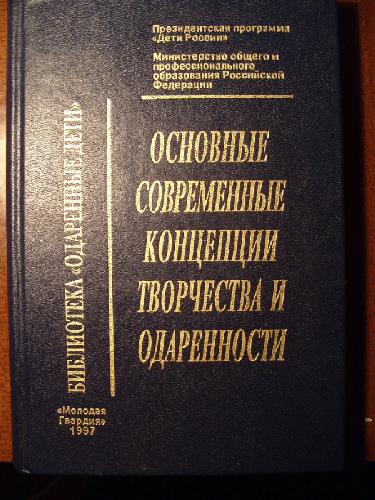 Президентская программа
«Дети России»
Министерство общего и
профессионального
образования Российской
Федерации
ОСНОВНЫЕ
СОВРЕМЕННЫЕ
КОНЦЕПЦИИ
ТВОРЧЕСТВА И
ОДАРЕННОСТИ
БИБЛИОТЕКА «ОДАРЕННЫЕ ДЕТИ»
«Молодая
Гвардия»
1997